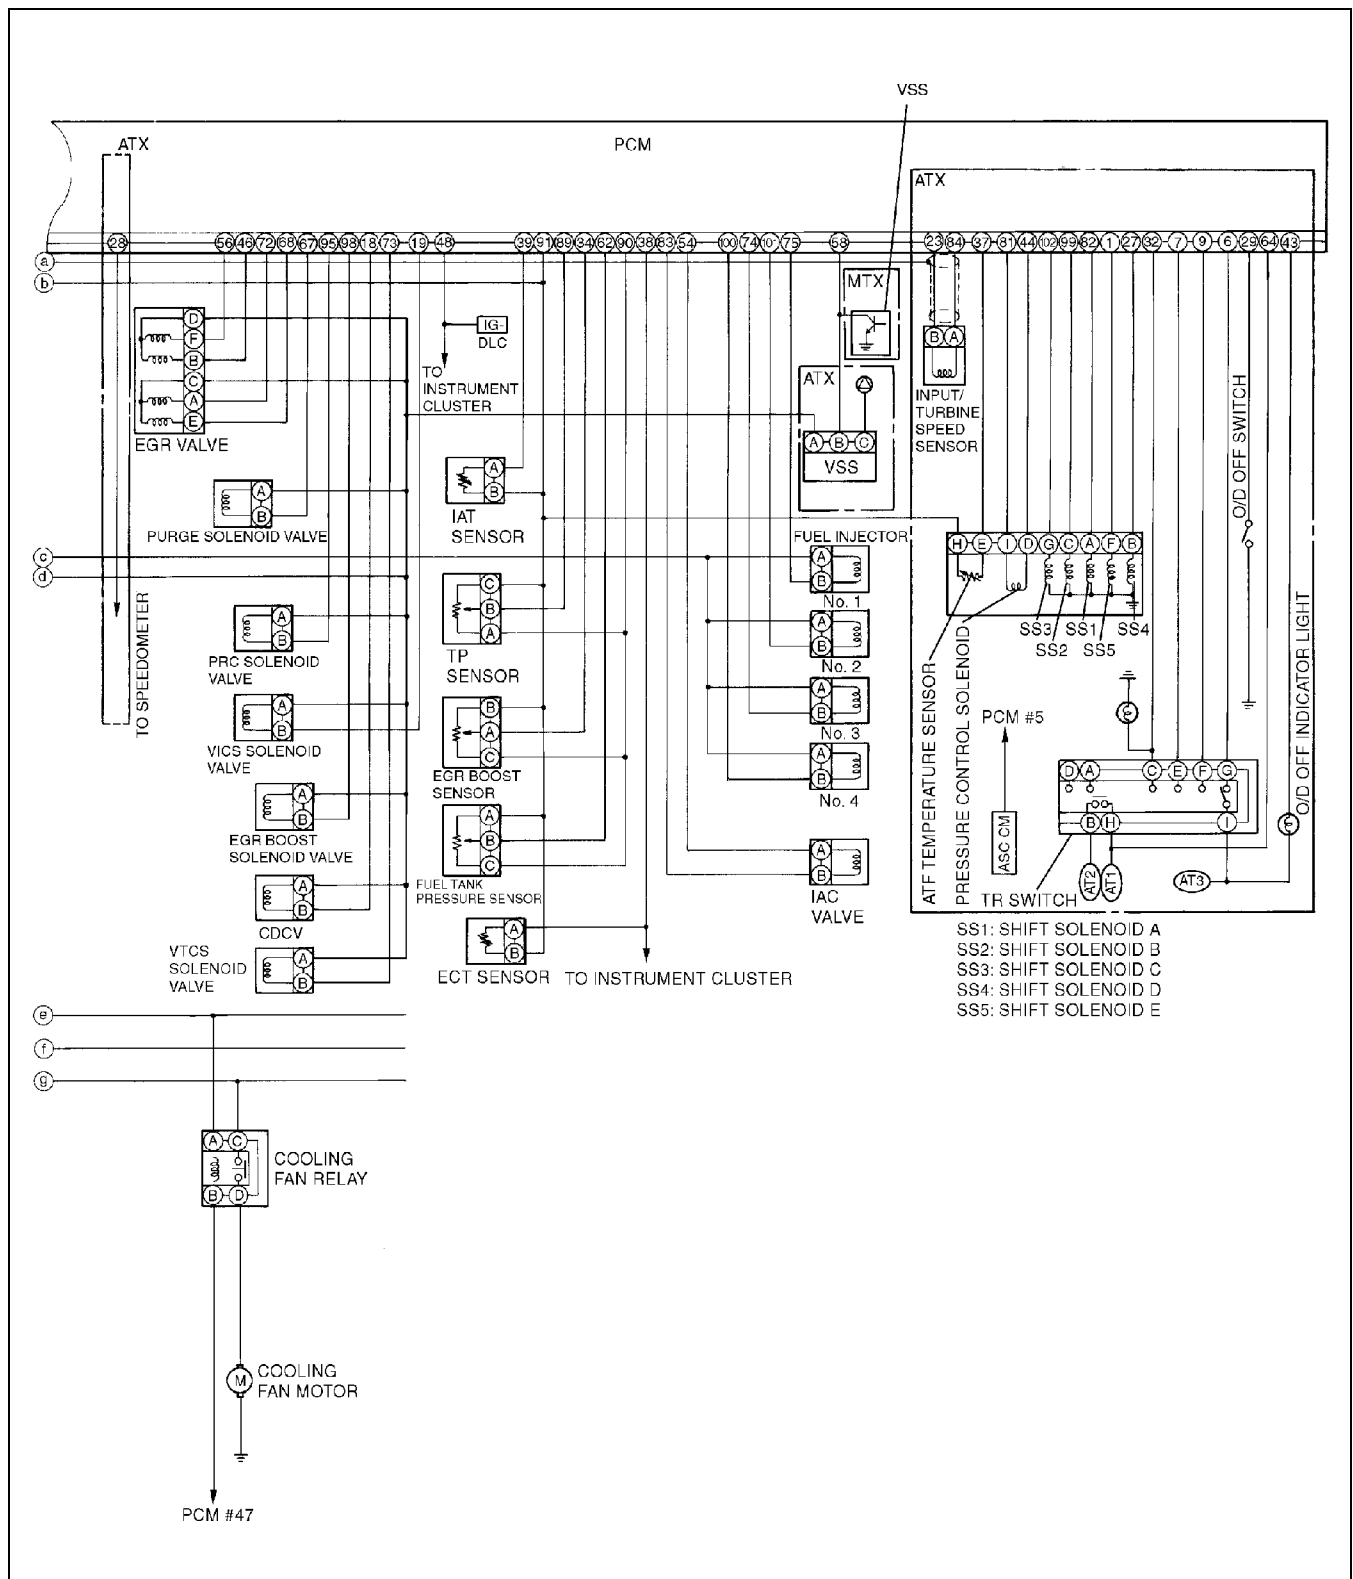 VSS
ATX
PCM
ATX
28 56 46 72 68 67 95 98 18 73 19 48 39 91 89 34 62 90 38 83 54 100 74 101 75 58 23 84 37 81 44 102 99 82 1 27 32 7 9 6 29 64 43
a
b
MTX
D
F
B
C
A
E
EGR VALVE
IG-
DLC
TO
INSTRUMENT
CLUSTER
ATX
A B C
VSS
B A
INPUT/
TURBINE
SPEED
SENSOR
O/D OFF SWITCH
A
B
PURGE SOLENOID VALVE
A
B
IAT
SENSOR
c
d
TO SPEEDOMETER
FUEL INJECTOR
A
B
No. 1
A
B
No. 2
A
B
No. 3
A
B
No. 4
H E I D G C A F B
SS3 SS1 SS4
SS2 SS5
ATF TEMPERATURE SENSOR
PRESSURE CONTROL SOLENOID
C
B
A
TP
SENSOR
A
B
PRC SOLENOID
VALVE
A
B
VICS SOLENOID
VALVE
B
A
C
EGR BOOST
SENSOR
A
B
EGR BOOST
SOLENOID VALVE
A
B
C
FUEL TANK
PRESSURE SENSOR
A
B
CDCV
A
B
IAC
VALVE
PCM #5
ASC CM
D A C E F G
B H I
AT2 AT1 AT3
TR SWITCH
O/D OFF INDICATOR LIGHT
A
B
ECT SENSOR
TO INSTRUMENT CLUSTER
VTCS
SOLENOID
VALVE
A
B
SS1: SHIFT SOLENOID A
SS2: SHIFT SOLENOID B
SS3: SHIFT SOLENOID C
SS4: SHIFT SOLENOID D
SS5: SHIFT SOLENOID E
e
f
g
A C
B D
COOLING
FAN RELAY
M
COOLING
FAN MOTOR
PCM #47